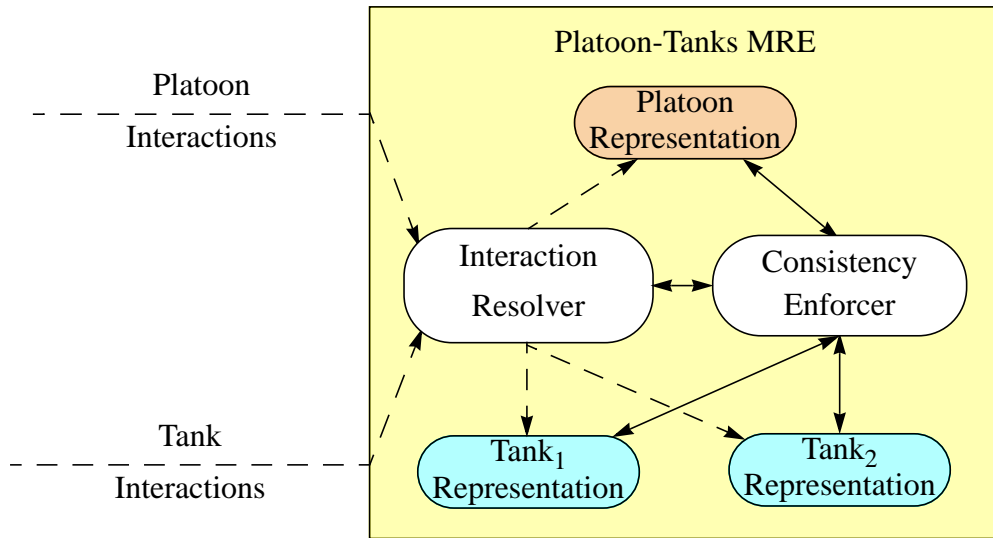 Platoon-Tanks MRE
Platoon
Interactions
Platoon
Representation
Interaction
Resolver
Consistency
Enforcer
Tank
Interactions
Tank₁
Representation
Tank₂
Representation